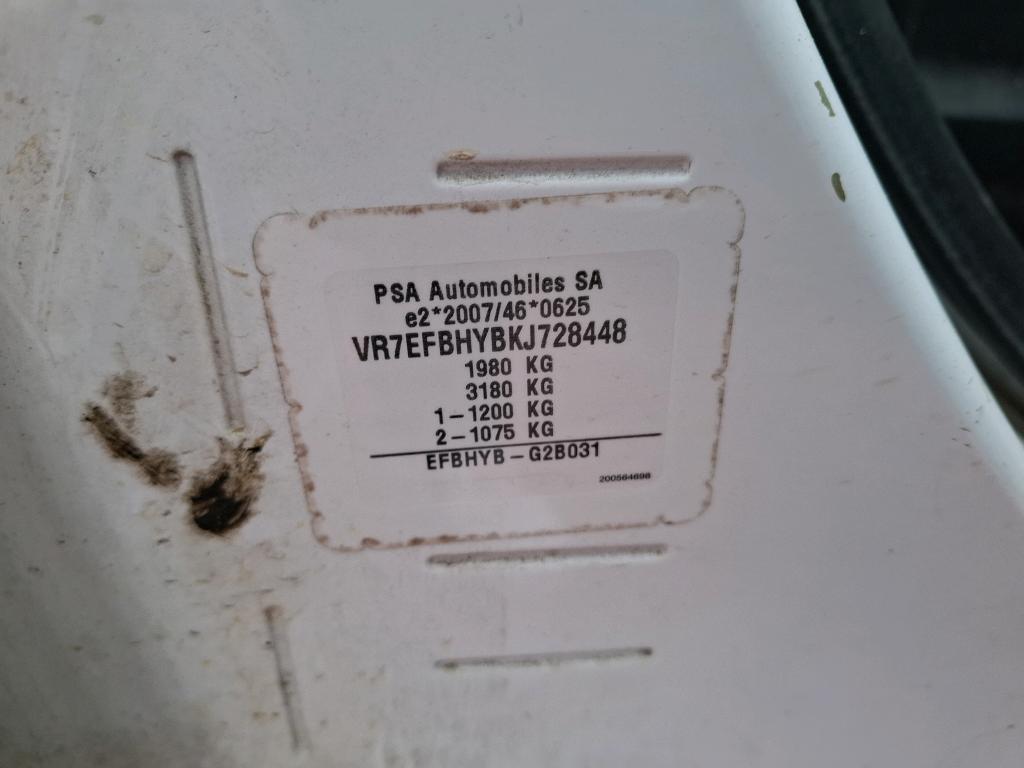 PSA Automobiles SA
e2*2007/46*0625
VR7EFBHYBKJ728448
1980 KG
3180 KG
1-1200 KG
2-1075 KG
EFBHYB-G2B031
200564698